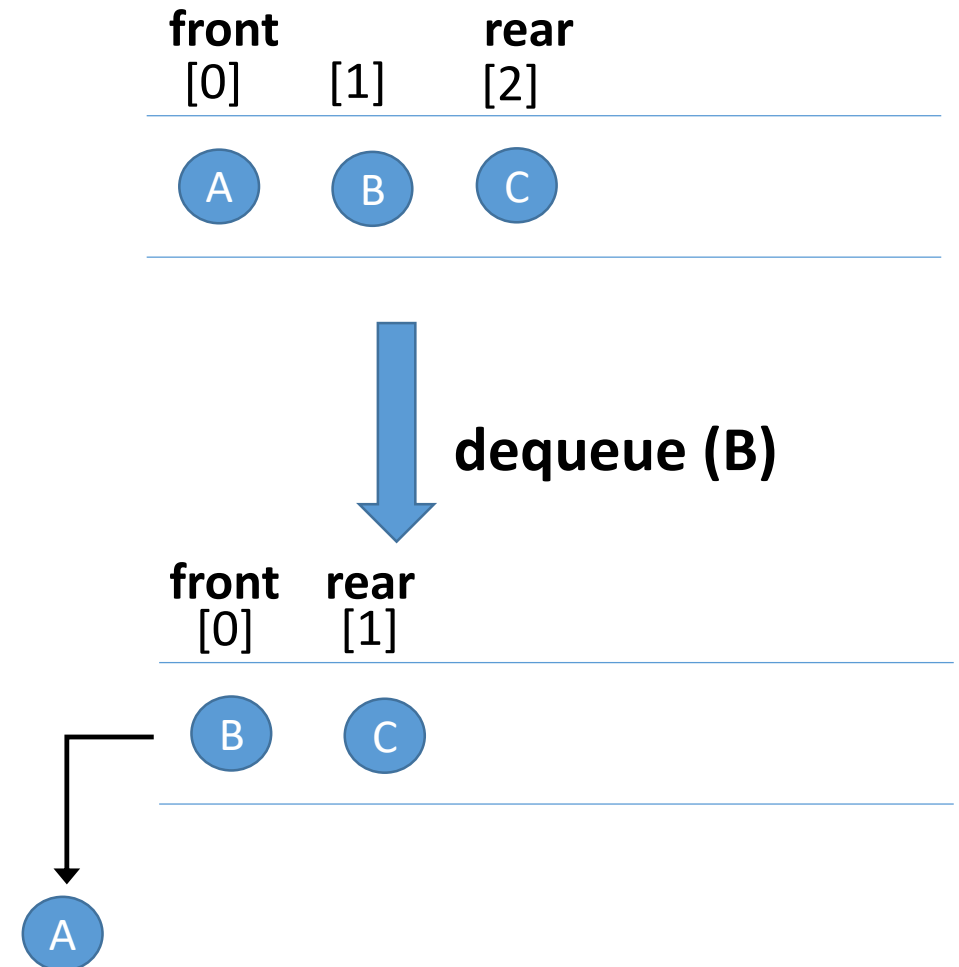 front rear
[0] [1] [2]
A B C
dequeue (B)
front rear
[0] [1]
B C
A